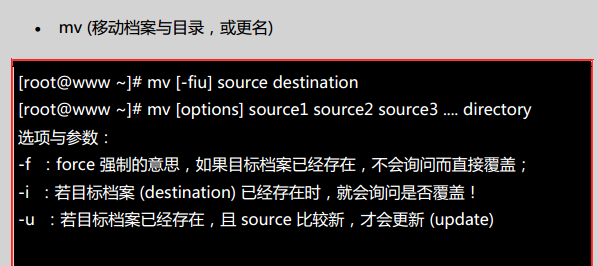 • mv (移动档案与目录，或更名)
[root@www ~]# mv [-fiu] source destination
[root@www ~]# mv [options] source1 source2 source3 .... directory
选项与参数：
-f ：force 强制的意思，如果目标档案已经存在，不会询问而直接覆盖；
-i ：若目标档案 (destination) 已经存在时，就会询问是否覆盖！
-u ：若目标档案已经存在，且 source 比较新，才会更新 (update)